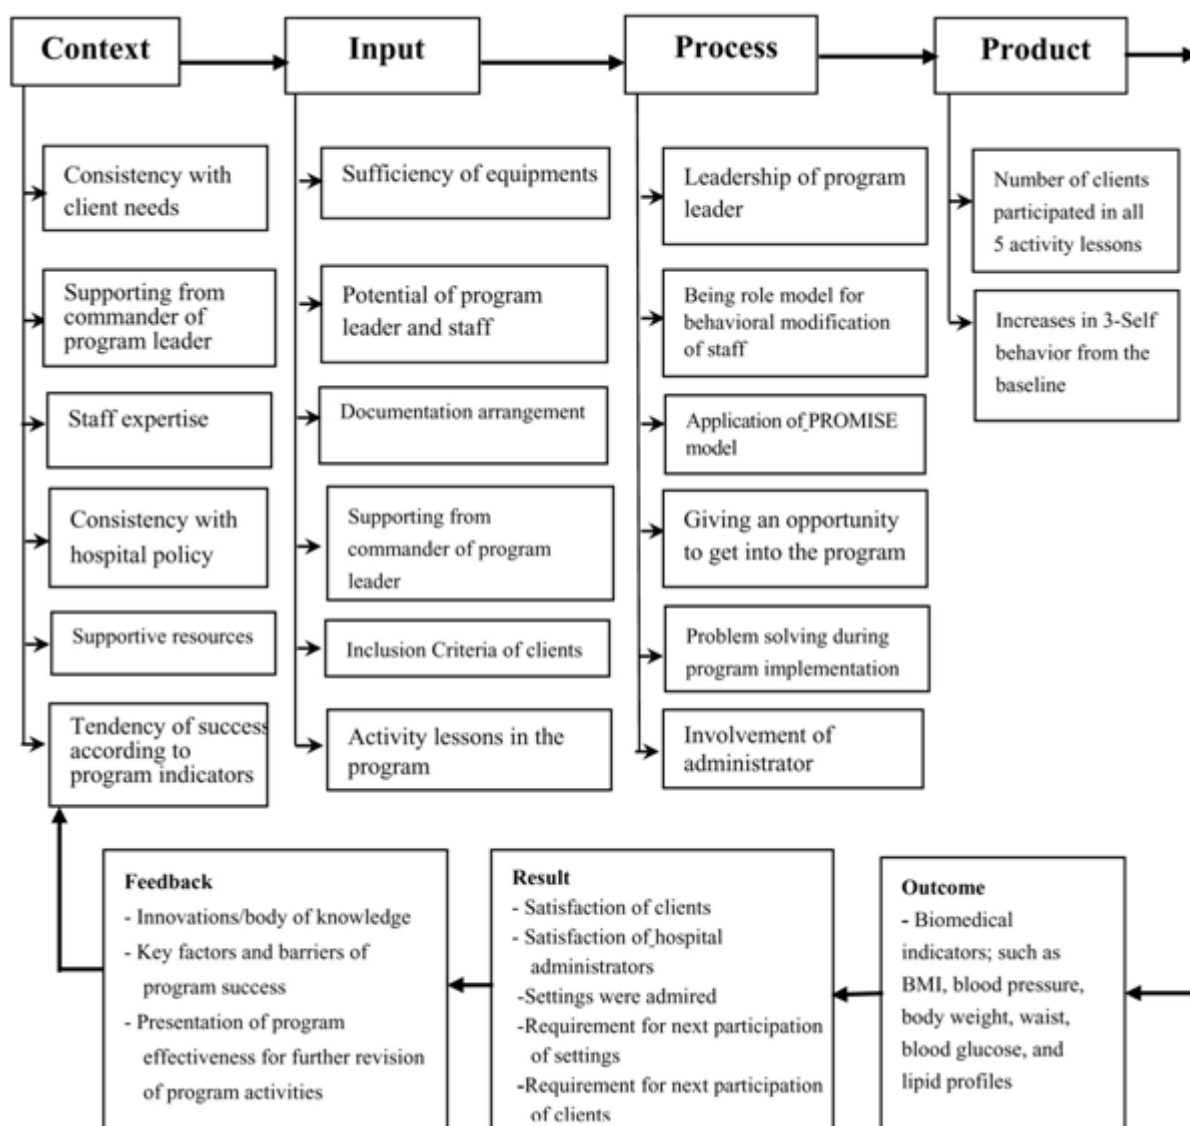 Context
Input
Process
Product
Consistency with
client needs
Supporting from
commander of
program leader
Staff expertise
Consistency with
hospital policy
Supportive resources
Tendency of success
according to
program indicators
Sufficiency of equipments
Potential of program
leader and staff
Documentation arrangement
Supporting from
commander of program
leader
Inclusion Criteria of clients
Activity lessons in the
program
Leadership of program
leader
Being role model for
behavioral modification
of staff
Application of PROMISE
model
Giving an opportunity
to get into the program
Problem solving during
program implementation
Involvement of
administrator
Number of clients
participated in all
5 activity lessons
Increases in 3-Self
behavior from the
baseline
Feedback
- Innovations/body of knowledge
- Key factors and barriers of
program success
- Presentation of program
effectiveness for further revision
of program activities
Result
- Satisfaction of clients
- Satisfaction of hospital
administrators
-Settings were admired
-Requirement for next participation
of settings
-Requirement for next participation
of clients
Outcome
- Biomedical
indicators; such as
BMI, blood pressure,
body weight, waist,
blood glucose, and
lipid profiles